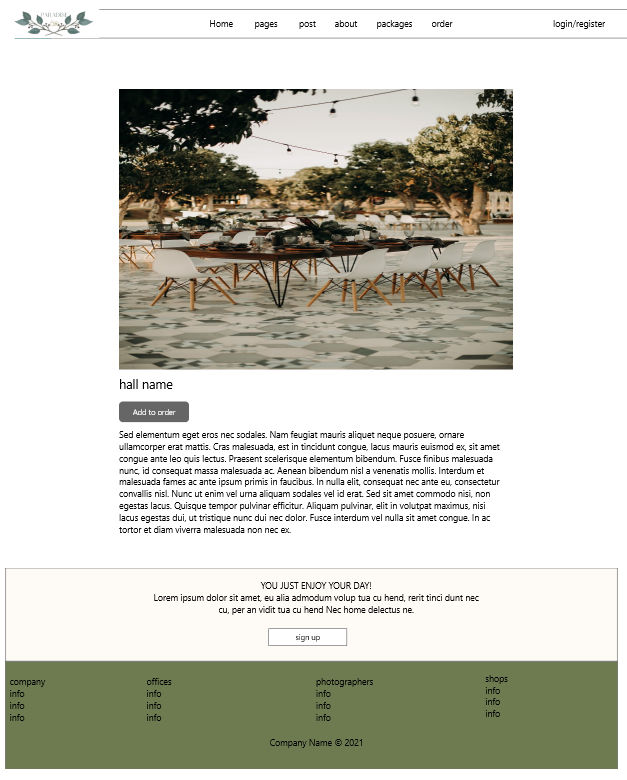 PARADISE
Home pages post about packages order login/register
hall name
Add to order
Sed elementum eget eros nec sodales. Nam feugiat mauris aliquet neque posuere, ornare
ullamcorper erat mattis. Cras malesuada, est in tincidunt congue, lacus mauris euismod ex, sit amet
congue ante leo quis lectus. Praesent scelerisque elementum bibendum. Fusce finibus malesuada
nunc, id consequat massa malesuada ac. Aenean bibendum nisl a venenatis mollis. Interdum et
malesuada fames ac ante ipsum primis in faucibus. In nulla elit, consequat nec ante eu, consectetur
convallis nisl. Nunc ut enim vel urna aliquam sodales vel id erat. Sed sit amet commodo nisi, non
egestas lacus. Quisque tempor pulvinar efficitur. Aliquam pulvinar, elit in volutpat maximus, nisi
lacus egestas dui, ut tristique nunc dui nec dolor. Fusce interdum vel nulla sit amet congue. In ac
tortor et diam viverra malesuada non nec ex.
YOU JUST ENJOY YOUR DAY!
Lorem ipsum dolor sit amet, eu alia admodum volup tua cu hend, rerit tinci dunt nec
cu, per an vidit tua cu hend Nec home delectus ne.
sign up
company
info
info
info
offices
info
info
info
photographers
info
info
info
shops
info
info
info
Company Name © 2021